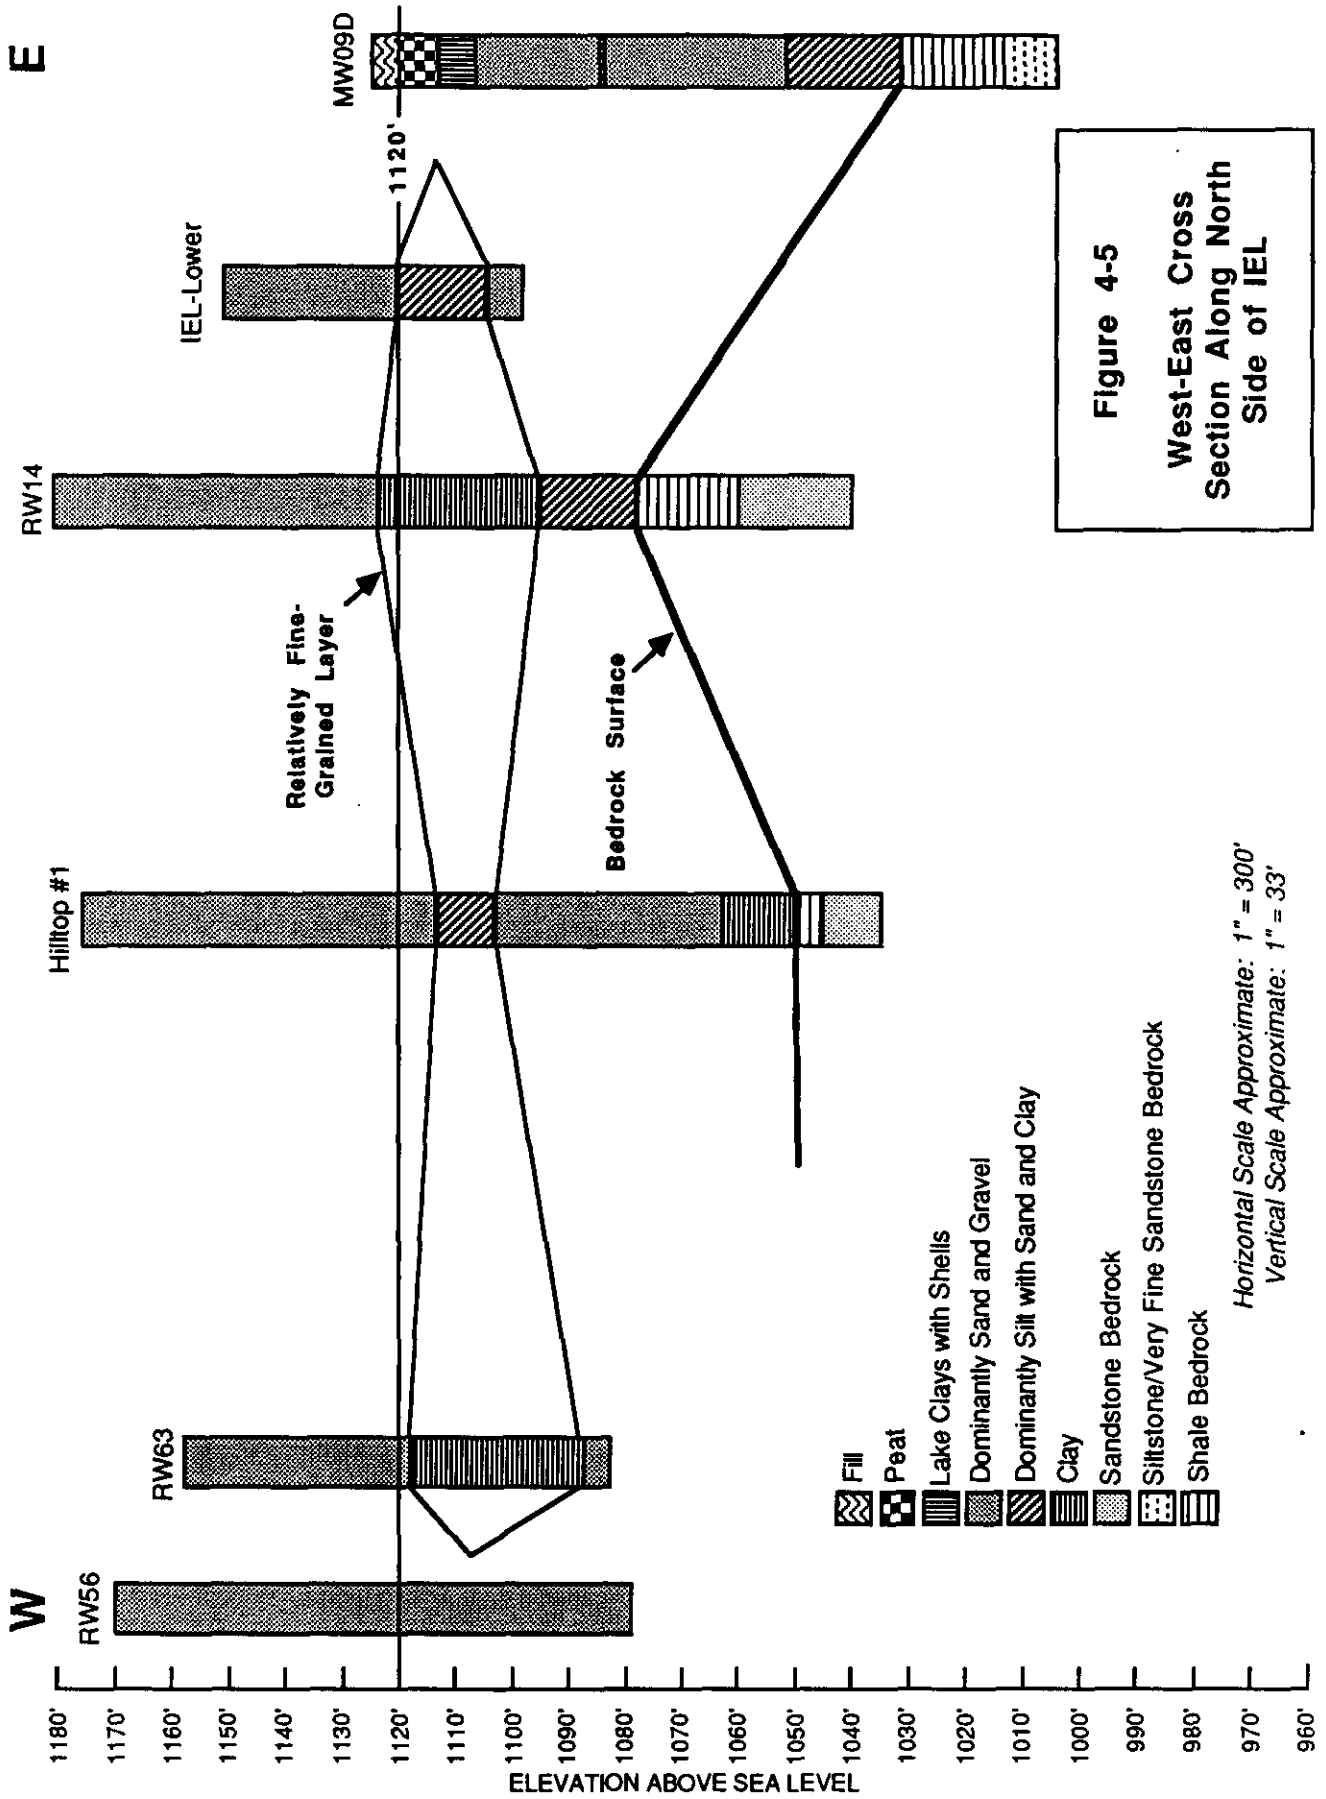 W
E
RW56
RW63
Hilltop #1
RW14
IEL-Lower
MW09D
1120'
Relatively Fine-
Grained Layer
Bedrock Surface
1180'
1170'
1160'
1150'
1140'
1130'
1120'
1110'
1100'
1090'
1080'
1070'
1060'
1050'
1040'
1030'
1020'
1010'
1000'
990'
980'
970'
960'
ELEVATION ABOVE SEA LEVEL
Fill
Peat
Lake Clays with Shells
Dominantly Sand and Gravel
Dominantly Silt with Sand and Clay
Clay
Sandstone Bedrock
Siltstone/Very Fine Sandstone Bedrock
Shale Bedrock
Horizontal Scale Approximate: 1" = 300'
Vertical Scale Approximate: 1" = 33'
Figure 4-5
West-East Cross
Section Along North
Side of IEL